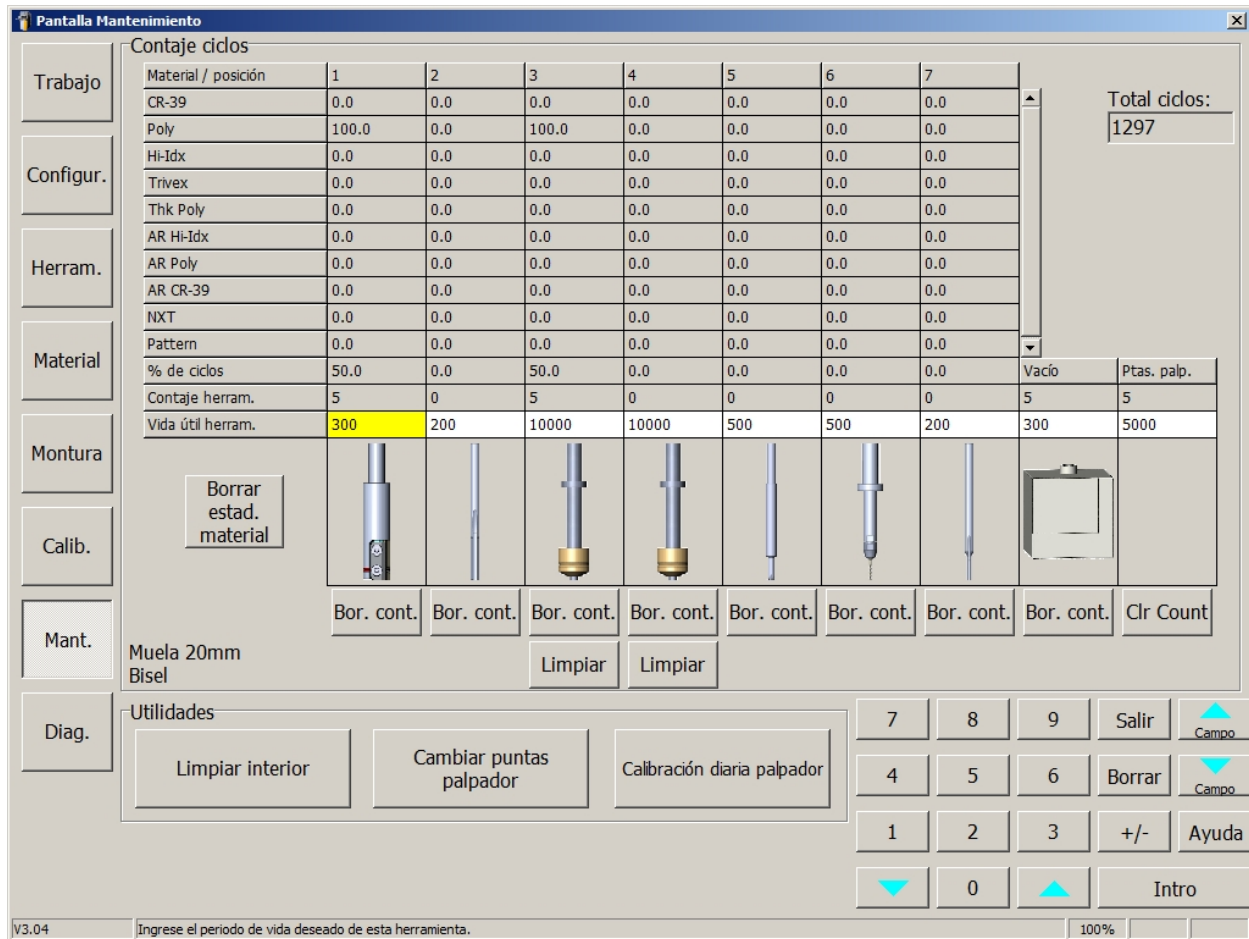 Pantalla Mantenimiento
Trabajo
Configur.
Herram.
Material
Montura
Calib.
Mant.
Diag.
Contaje ciclos
Material / posición 1 2 3 4 5 6 7
CR-39 0.0 0.0 0.0 0.0 0.0 0.0 0.0
Poly 100.0 0.0 100.0 0.0 0.0 0.0 0.0
Hi-Idx 0.0 0.0 0.0 0.0 0.0 0.0 0.0
Trivex 0.0 0.0 0.0 0.0 0.0 0.0 0.0
Thk Poly 0.0 0.0 0.0 0.0 0.0 0.0 0.0
AR Hi-Idx 0.0 0.0 0.0 0.0 0.0 0.0 0.0
AR Poly 0.0 0.0 0.0 0.0 0.0 0.0 0.0
AR CR-39 0.0 0.0 0.0 0.0 0.0 0.0 0.0
NXT 0.0 0.0 0.0 0.0 0.0 0.0 0.0
Pattern 0.0 0.0 0.0 0.0 0.0 0.0 0.0
% de ciclos 50.0 0.0 50.0 0.0 0.0 0.0 0.0 Vacío Ptas. palp.
Contaje herram. 5 0 5 0 0 0 0 5 5
Vida útil herram. 300 200 10000 10000 500 500 200 300 5000
Total ciclos:
1297
Borrar
estad.
material
Bor. cont. Bor. cont. Bor. cont. Bor. cont. Bor. cont. Bor. cont. Bor. cont. Bor. cont. Clr Count
Limpiar Limpiar
Muela 20mm
Bisel
Utilidades
Limpiar interior
Cambiar puntas
palpador
Calibración diaria palpador
7 8 9 Salir Campo
4 5 6 Borrar Campo
1 2 3 +/- Ayuda
0 Intro
V3.04 Ingrese el periodo de vida deseado de esta herramienta. 100%